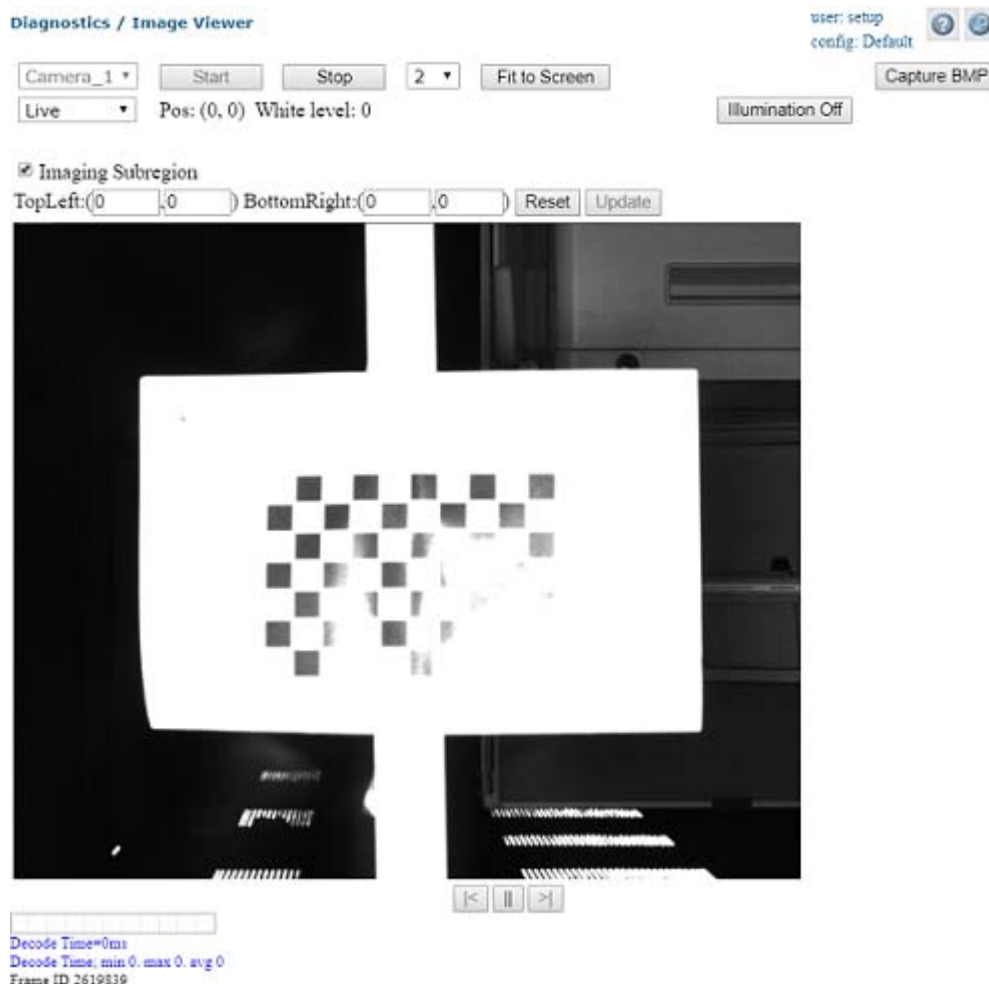 Diagnostics / Image Viewer
user: setup
config: Default
Camera_1 Start Stop 2 Fit to Screen Capture BMP
Live Pos: (0, 0) White level: 0 Illumination Off
Imaging Subregion
TopLeft:(0 ,0 ) BottomRight:(0 ,0 ) Reset Update
|< || >|
Decode Time=0ms
Decode Time; min 0. max 0. avg 0
Frame ID 2619839